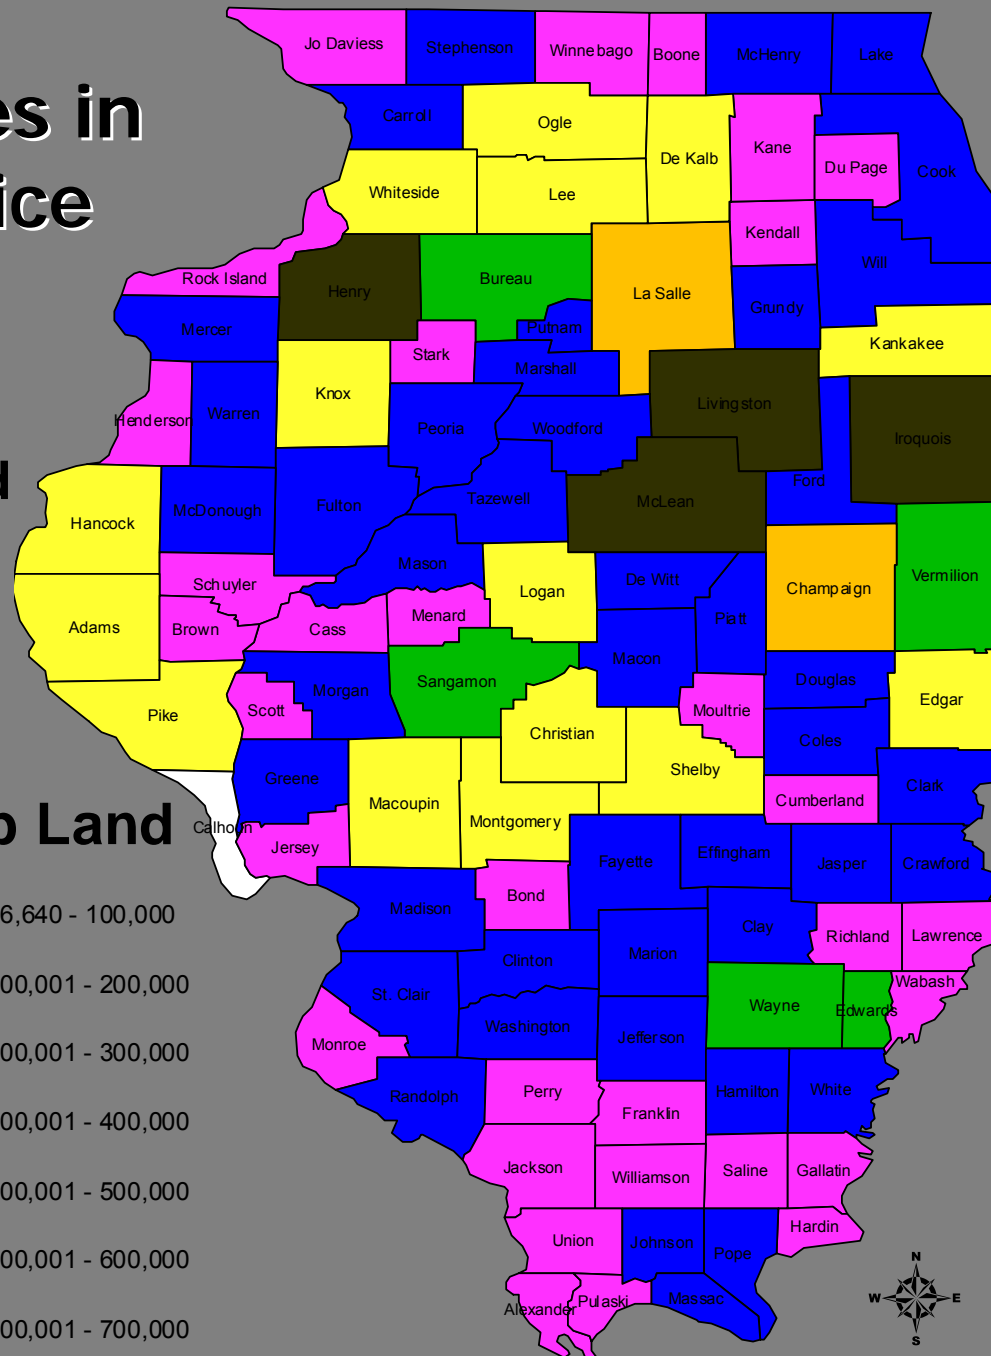 Jo Daviess
Stephenson
Winnebago
Boone
McHenry
Lake
es in
Carroll
Ogle
De Kalb
Kane
Du Page
Cook
ice
Whiteside
Lee
Kendall
Will
Rock Island
Henry
Bureau
La Salle
Grundy
Mercer
Putnam
Kankakee
Stark
Marshall
Knox
Livingston
Henderson
Warren
Peoria
Woodford
Iroquois
d
Hancock
McDonough
Fulton
Tazewell
McLean
Ford
Mason
Schuyler
Logan
De Witt
Champaign
Vermilion
Adams
Brown
Cass
Menard
Piatt
Macon
Pike
Scott
Morgan
Sangamon
Christian
Moultrie
Douglas
Edgar
Greene
Shelby
Coles
Clark
Calhoun
Macoupin
Montgomery
Cumberland
p Land
Jersey
Fayette
Effingham
Jasper
Crawford
6,640 - 100,000
Madison
Bond
Clay
Richland
Lawrence
00,001 - 200,000
St. Clair
Clinton
Marion
Wabash
Wayne
Edwards
00,001 - 300,000
Monroe
Washington
Jefferson
Randolph
Perry
Franklin
Hamilton
White
00,001 - 400,000
Jackson
Williamson
Saline
Gallatin
00,001 - 500,000
Union
Johnson
Pope
Hardin
00,001 - 600,000
Alexander
Pulaski
Massac
N
W
E
S
00,001 - 700,000